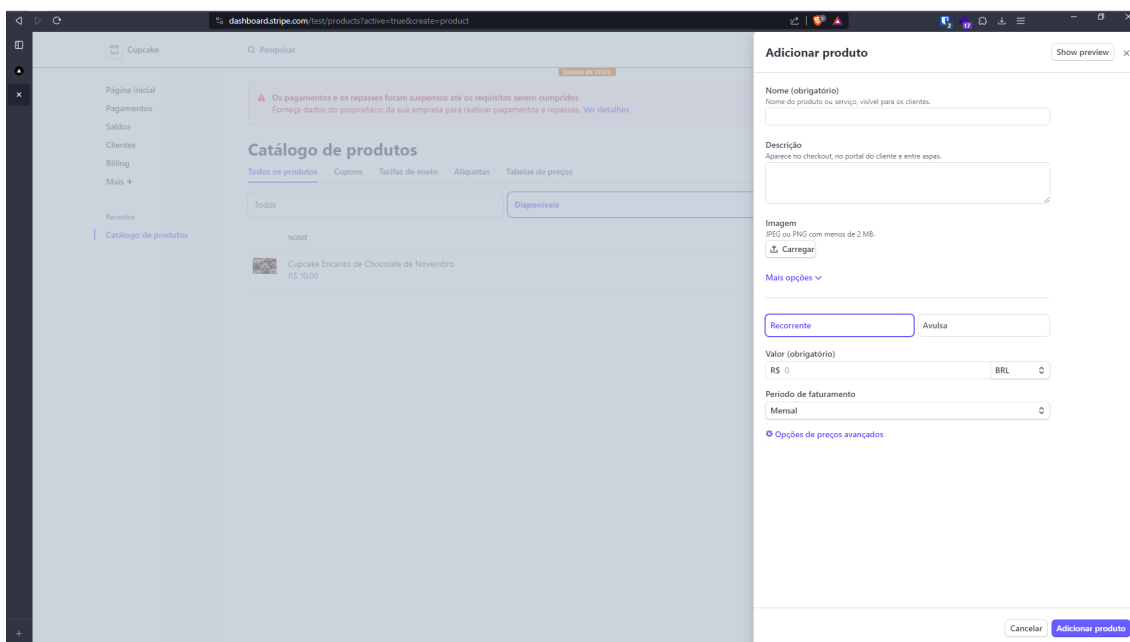 dashboard.stripe.com/test/products?active=true&create=product
2
17
Cupcake
Pesquisar
DADOS DE TESTE
Página inicial
Pagamentos
Saldos
Clientes
Billing
Mais +
Recentes
Catálogo de produtos
Os pagamentos e os repasses foram suspensos até os requisitos serem cumpridos
Forneça dados do proprietário da sua empresa para reativar pagamentos e repasses. Ver detalhes
Catálogo de produtos
Todos os produtos Cupons Tarifas de envio Alíquotas Tabelas de preços
Todos
Disponíveis
NOME
Cupcake Encanto de Chocolate de Novembro
R$ 10,00
Adicionar produto
Show preview
Nome (obrigatório)
Nome do produto ou serviço, visível para os clientes.
Descrição
Aparece no checkout, no portal do cliente e entre aspas.
Imagem
JPEG ou PNG com menos de 2 MB.
Carregar
Mais opções
Recorrente
Avulsa
Valor (obrigatório)
R$ 0
BRL
Período de faturamento
Mensal
Opções de preços avançados
Cancelar
Adicionar produto